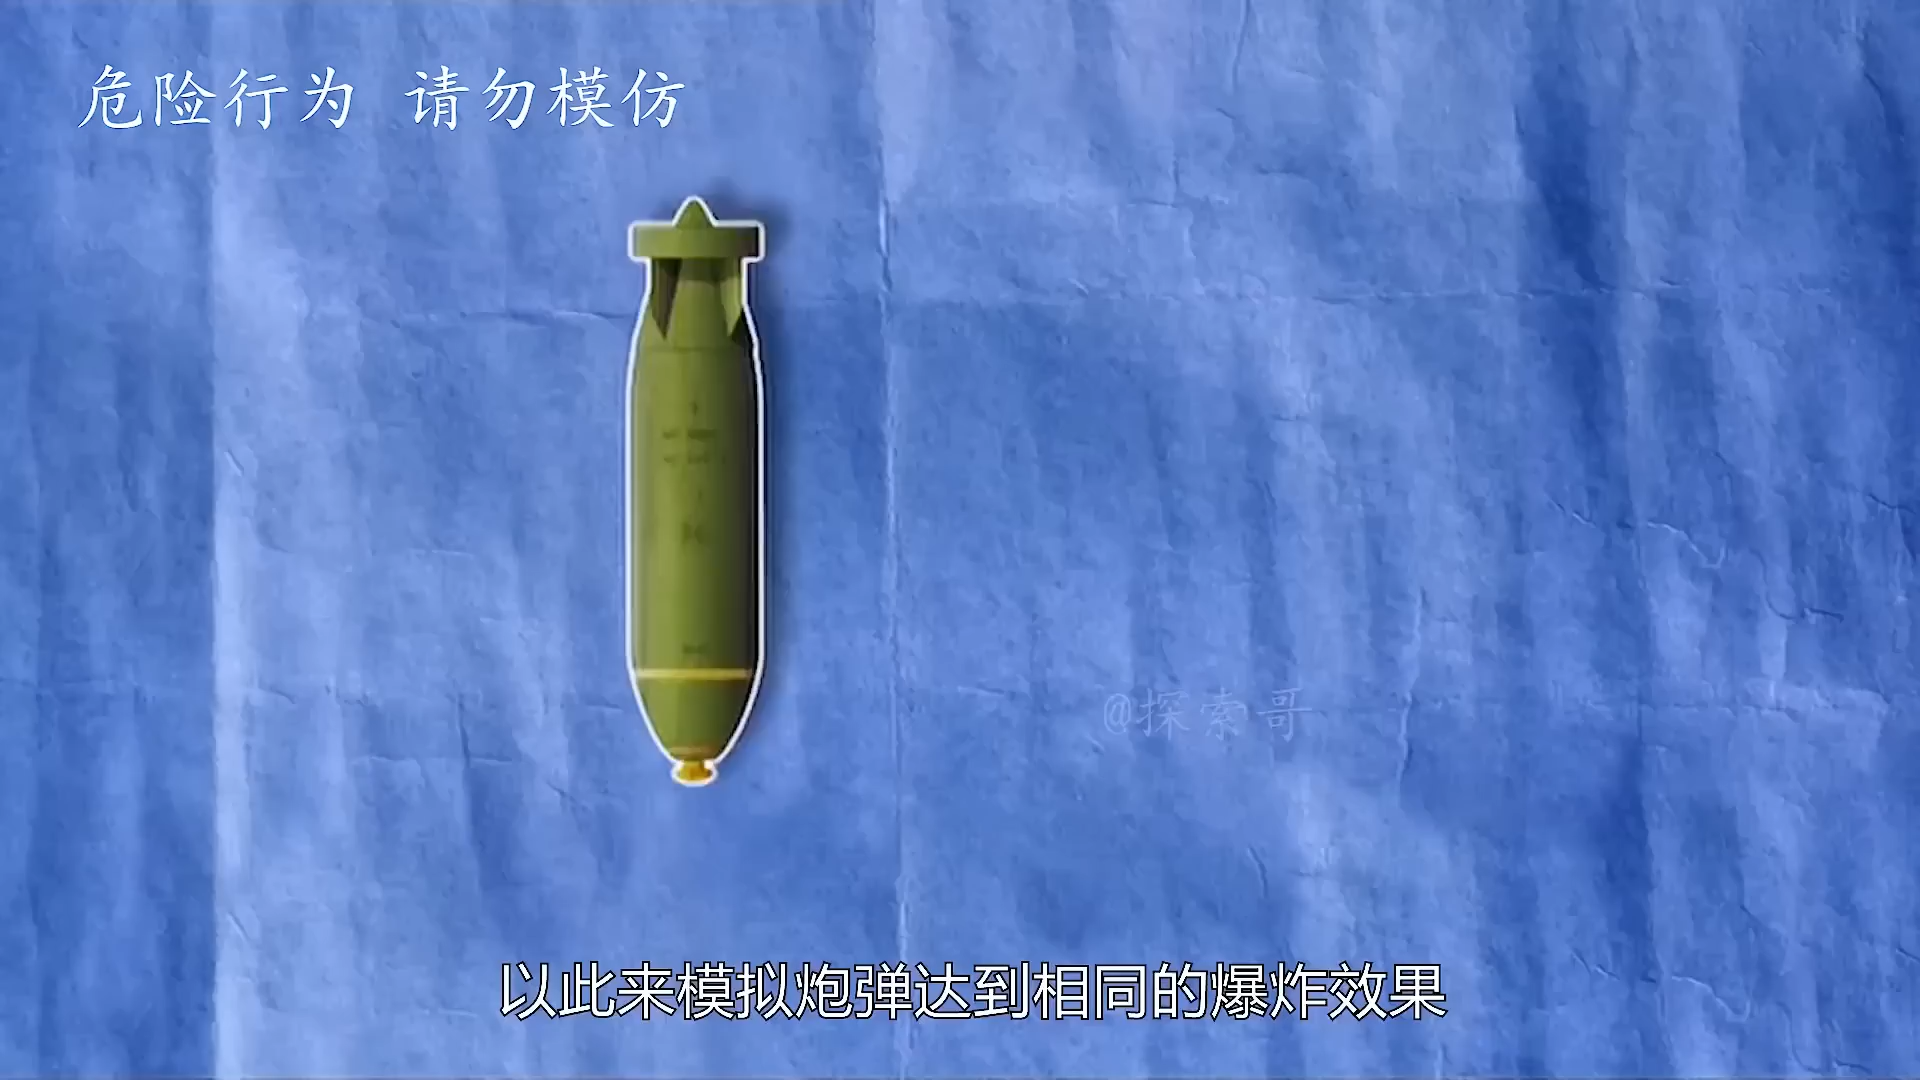 危险行为 请勿模仿
@探索哥
以此来模拟炮弹达到相同的爆炸效果